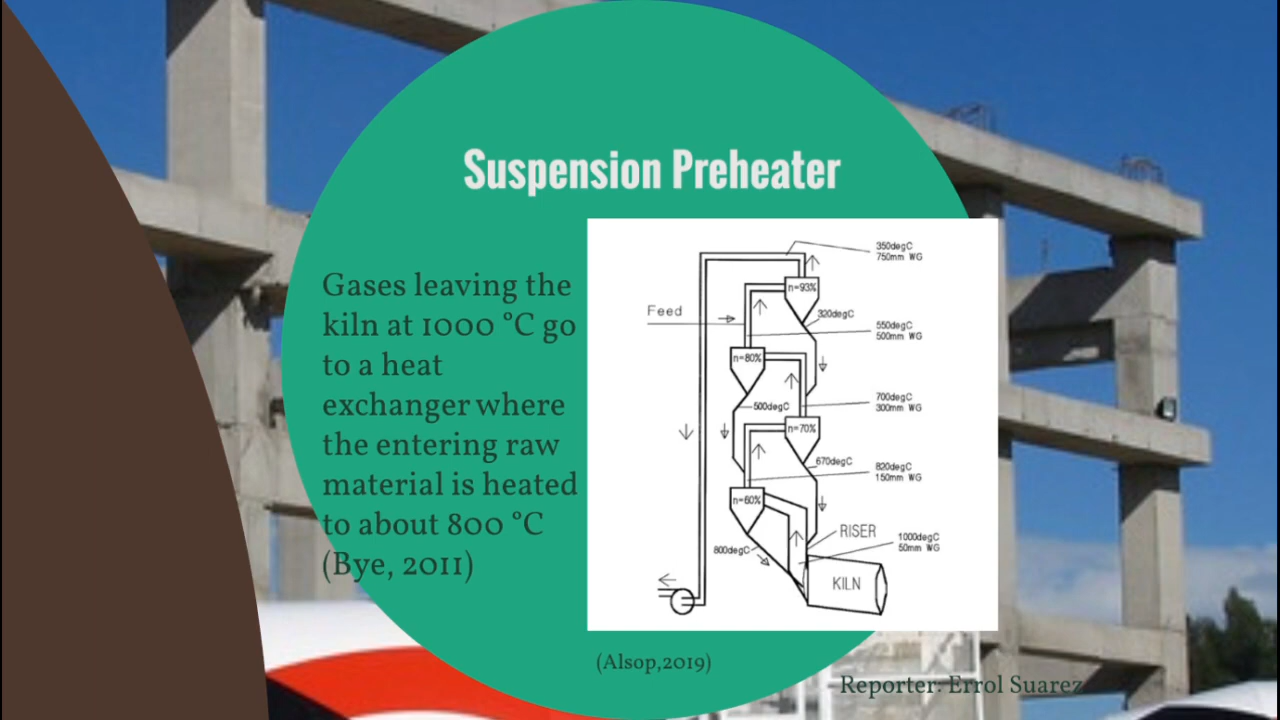 Suspension Preheater
Gases leaving the
kiln at 1000 °C go
to a heat
exchanger where
the entering raw
material is heated
to about 800 °C
(Bye, 2011)
350degC
750mm WG
n=93%
Feed
320degC
550degC
500mm WG
n=80%
700degC
300mm WG
500degC
n=70%
670degC
820degC
150mm WG
n=60%
RISER
1000degC
50mm WG
800degC
KILN
(Alsop,2019)
Reporter: Errol Suarez